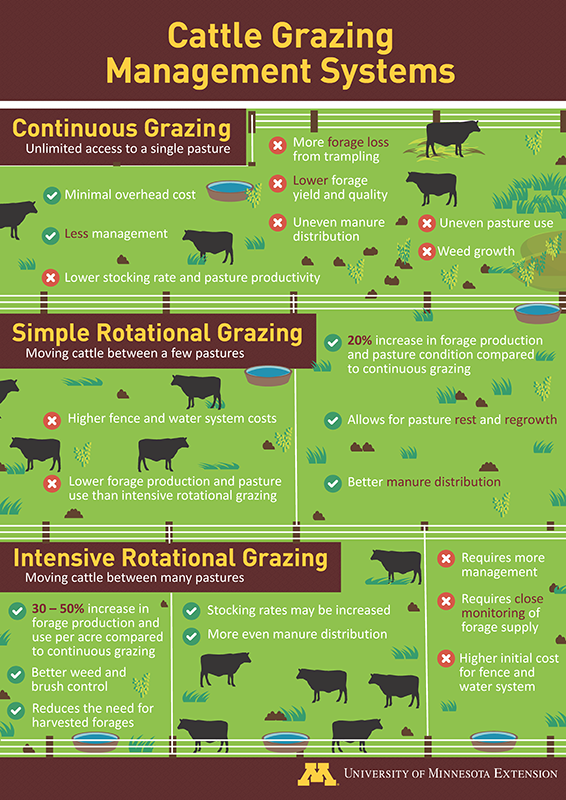 Cattle Grazing
Management Systems
Continuous Grazing
Unlimited access to a single pasture
Minimal overhead cost
Less management
Lower stocking rate and pasture productivity
More forage loss
from trampling
Lower forage
yield and quality
Uneven manure
distribution
Uneven pasture use
Weed growth
Simple Rotational Grazing
Moving cattle between a few pastures
Higher fence and water system costs
Lower forage production and pasture
use than intensive rotational grazing
20% increase in forage production
and pasture condition compared
to continuous grazing
Allows for pasture rest and regrowth
Better manure distribution
Intensive Rotational Grazing
Moving cattle between many pastures
30 – 50% increase in
forage production and
use per acre compared
to continuous grazing
Better weed and
brush control
Reduces the need for
harvested forages
Stocking rates may be increased
More even manure distribution
Requires more
management
Requires close
monitoring of
forage supply
Higher initial cost
for fence and
water system
M University of Minnesota Extension